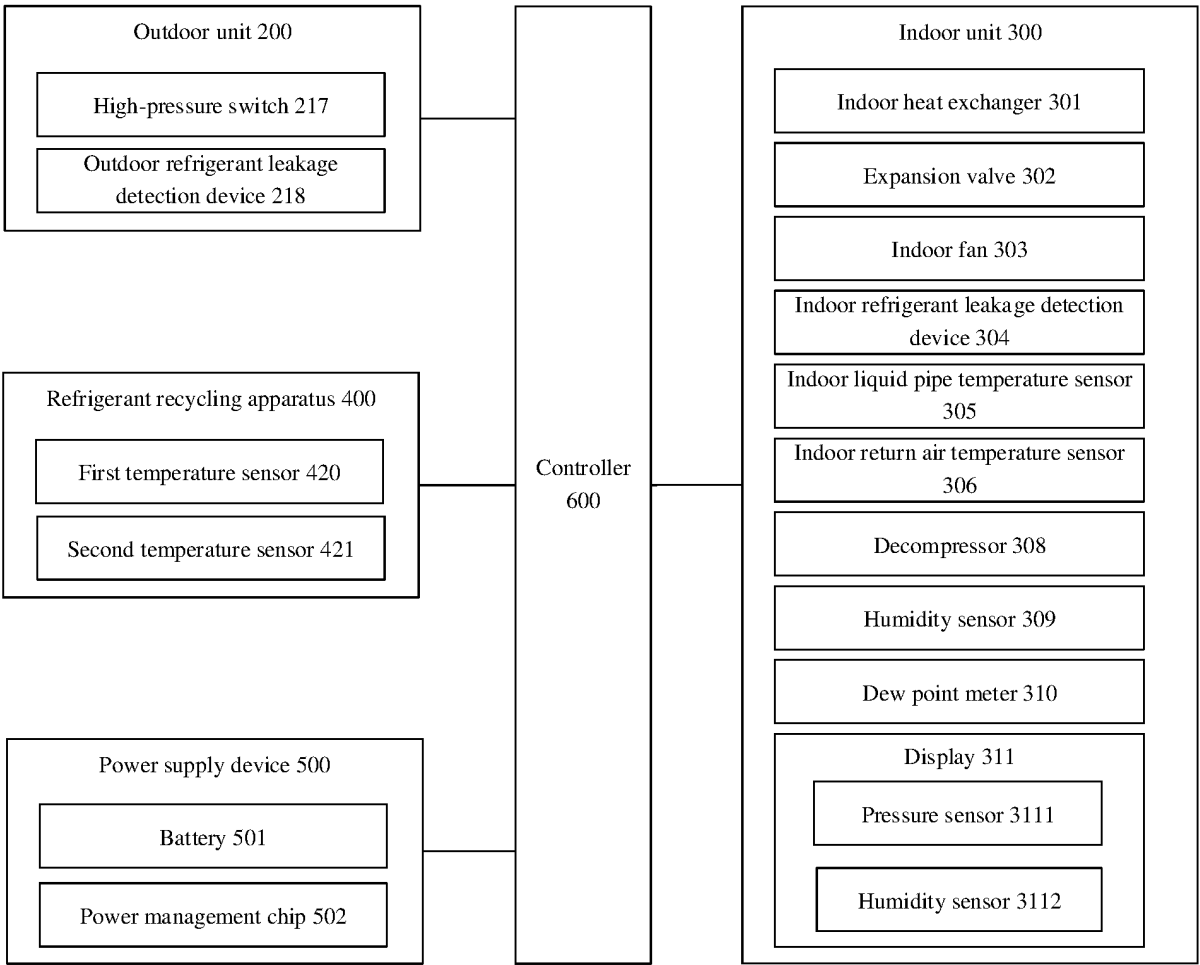 Outdoor unit 200
High-pressure switch 217
Outdoor refrigerant leakage
detection device 218
Refrigerant recycling apparatus 400
First temperature sensor 420
Second temperature sensor 421
Power supply device 500
Battery 501
Power management chip 502
Controller
600
Indoor unit 300
Indoor heat exchanger 301
Expansion valve 302
Indoor fan 303
Indoor refrigerant leakage detection
device 304
Indoor liquid pipe temperature sensor
305
Indoor return air temperature sensor
306
Decompressor 308
Humidity sensor 309
Dew point meter 310
Display 311
Pressure sensor 3111
Humidity sensor 3112